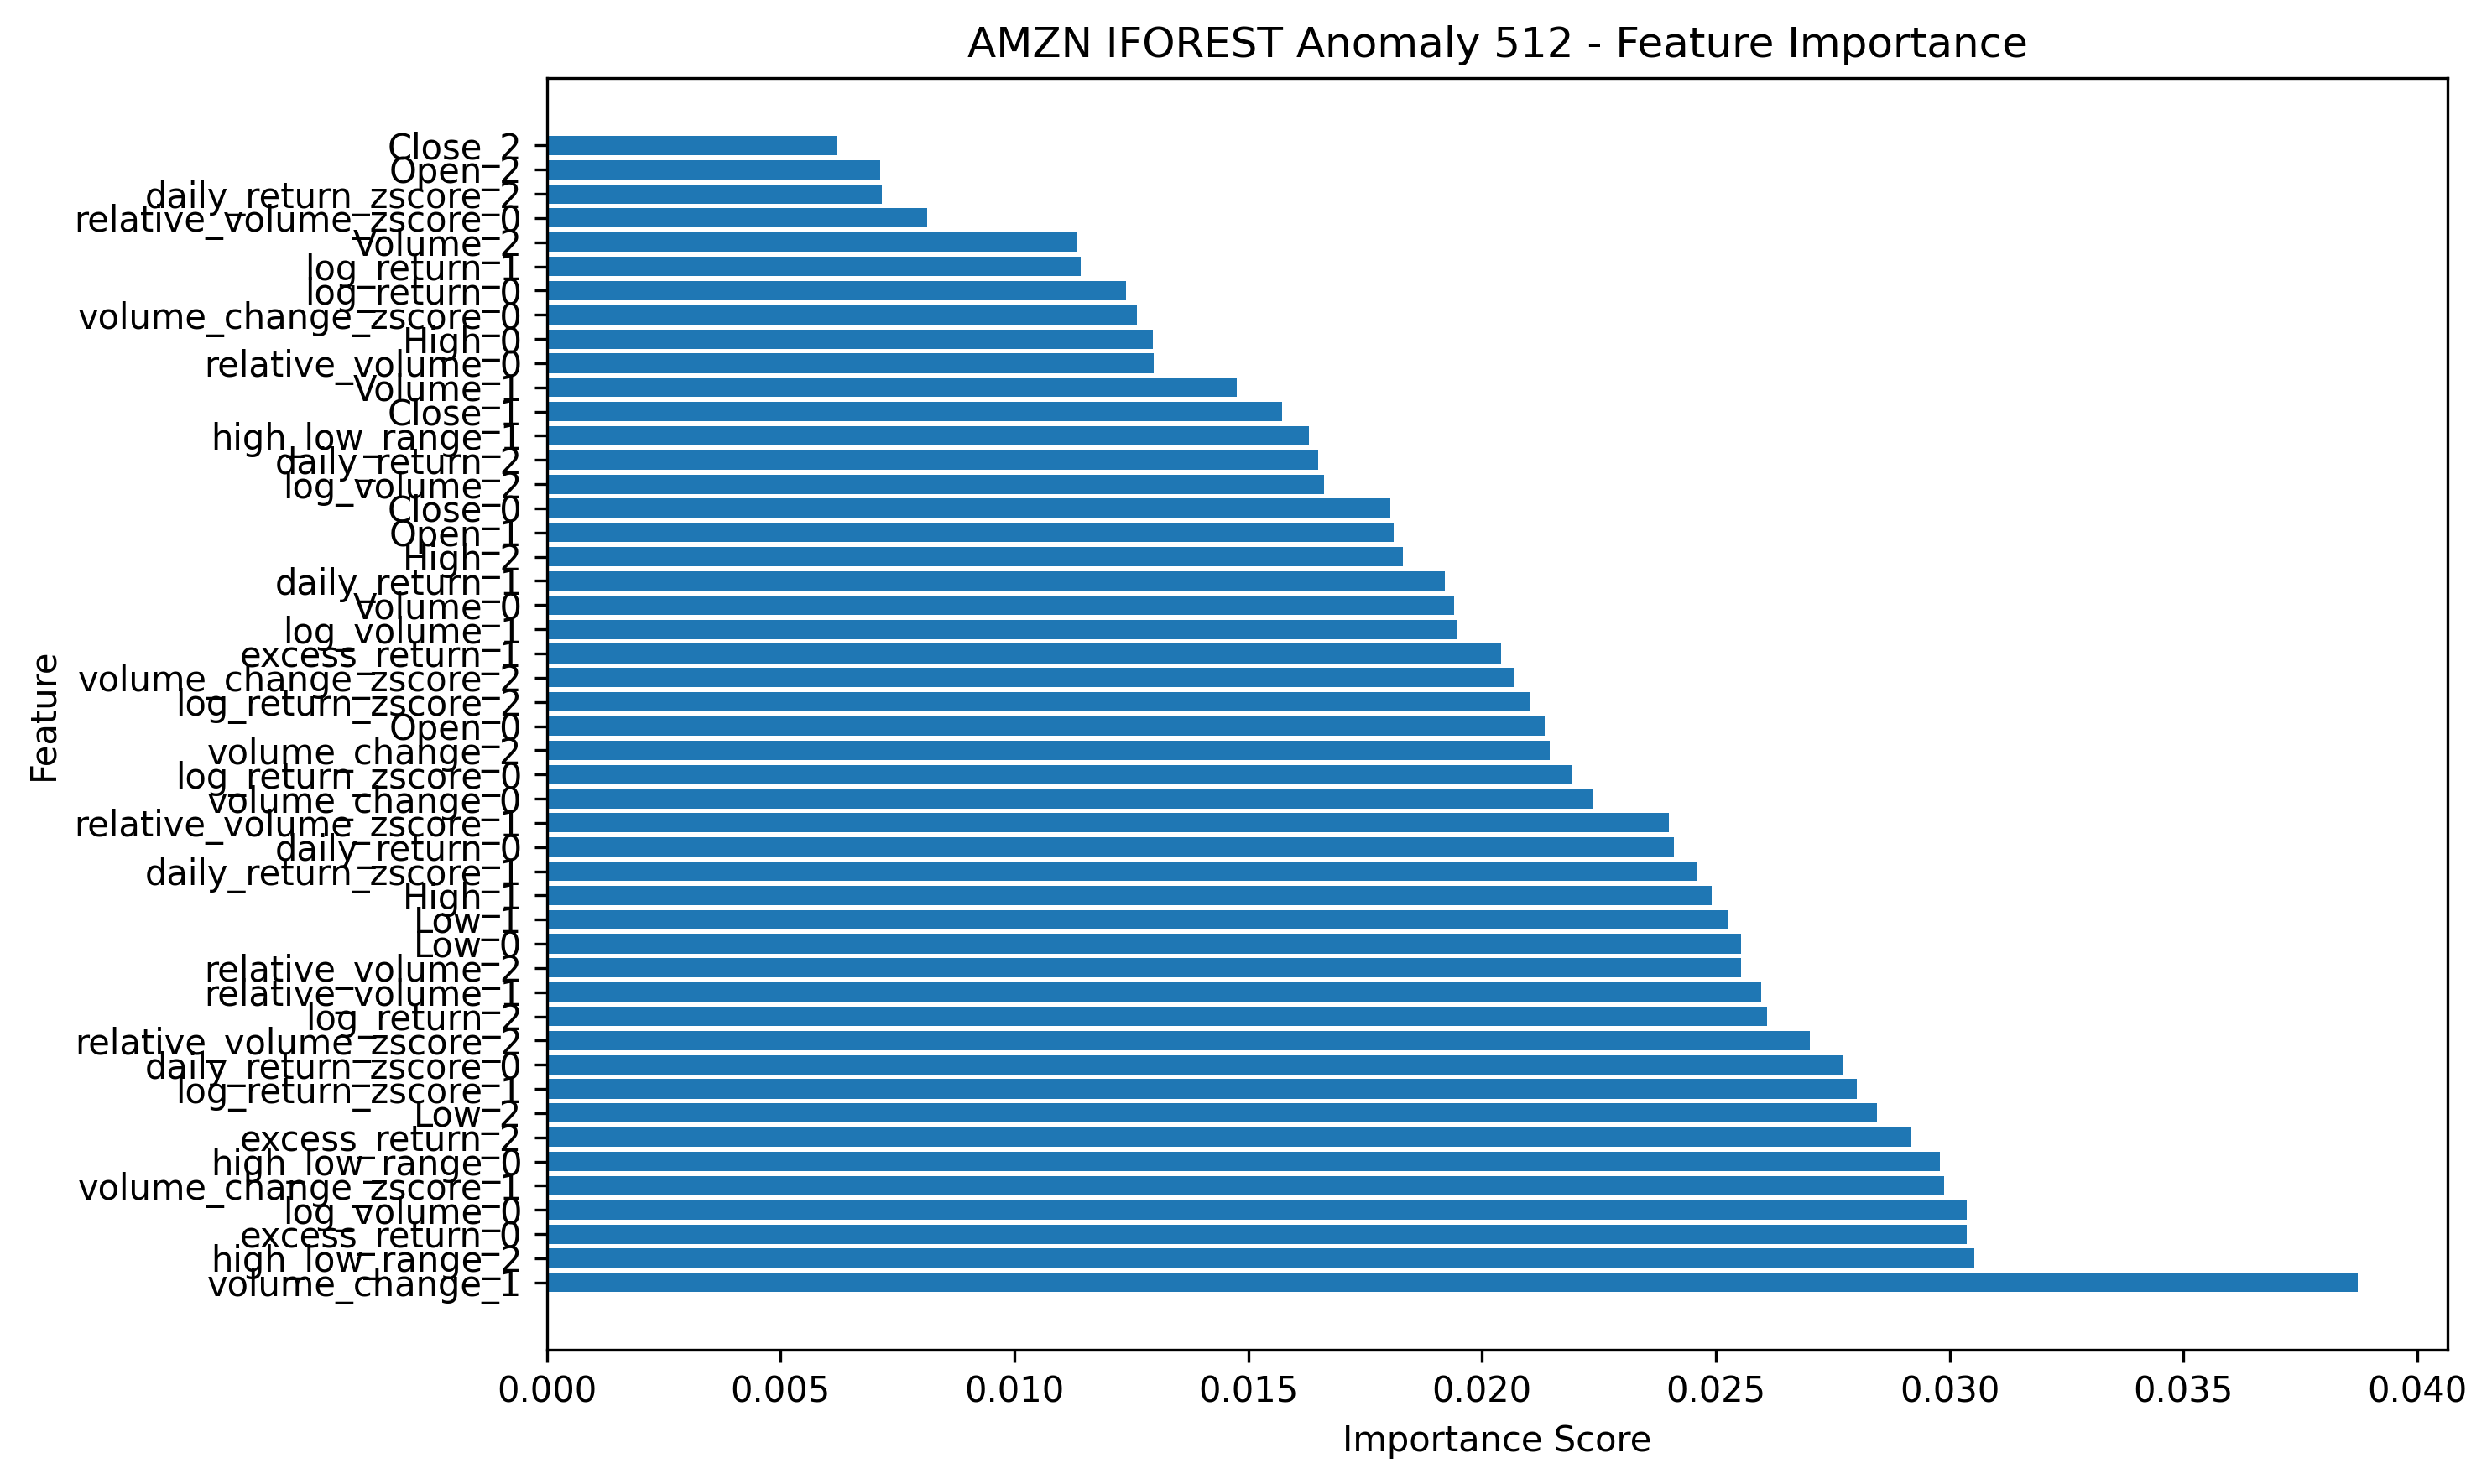 AMZN IFOREST Anomaly 512 - Feature Importance
Close_2
Open_2
daily_return_zscore_2
relative_volume_zscore_0
Volume_2
log_return_1
log_return_0
volume_change_zscore_0
High_0
relative_volume_0
Volume_1
Close_1
high_low_range_1
daily_return_2
log_volume_2
Close_0
Open_1
High_2
daily_return_1
Volume_0
log_volume_1
excess_return_1
volume_change_zscore_2
log_return_zscore_2
Open_0
volume_change_2
log_return_zscore_0
volume_change_0
relative_volume_zscore_1
daily_return_0
daily_return_zscore_1
High_1
Low_1
Low_0
relative_volume_2
relative_volume_1
log_return_2
relative_volume_zscore_2
daily_return_zscore_0
log_return_zscore_1
Low_2
excess_return_2
high_low_range_0
volume_change_zscore_1
log_volume_0
excess_return_0
high_low_range_2
volume_change_1
Feature
0.000 0.005 0.010 0.015 0.020 0.025 0.030 0.035 0.040
Importance Score